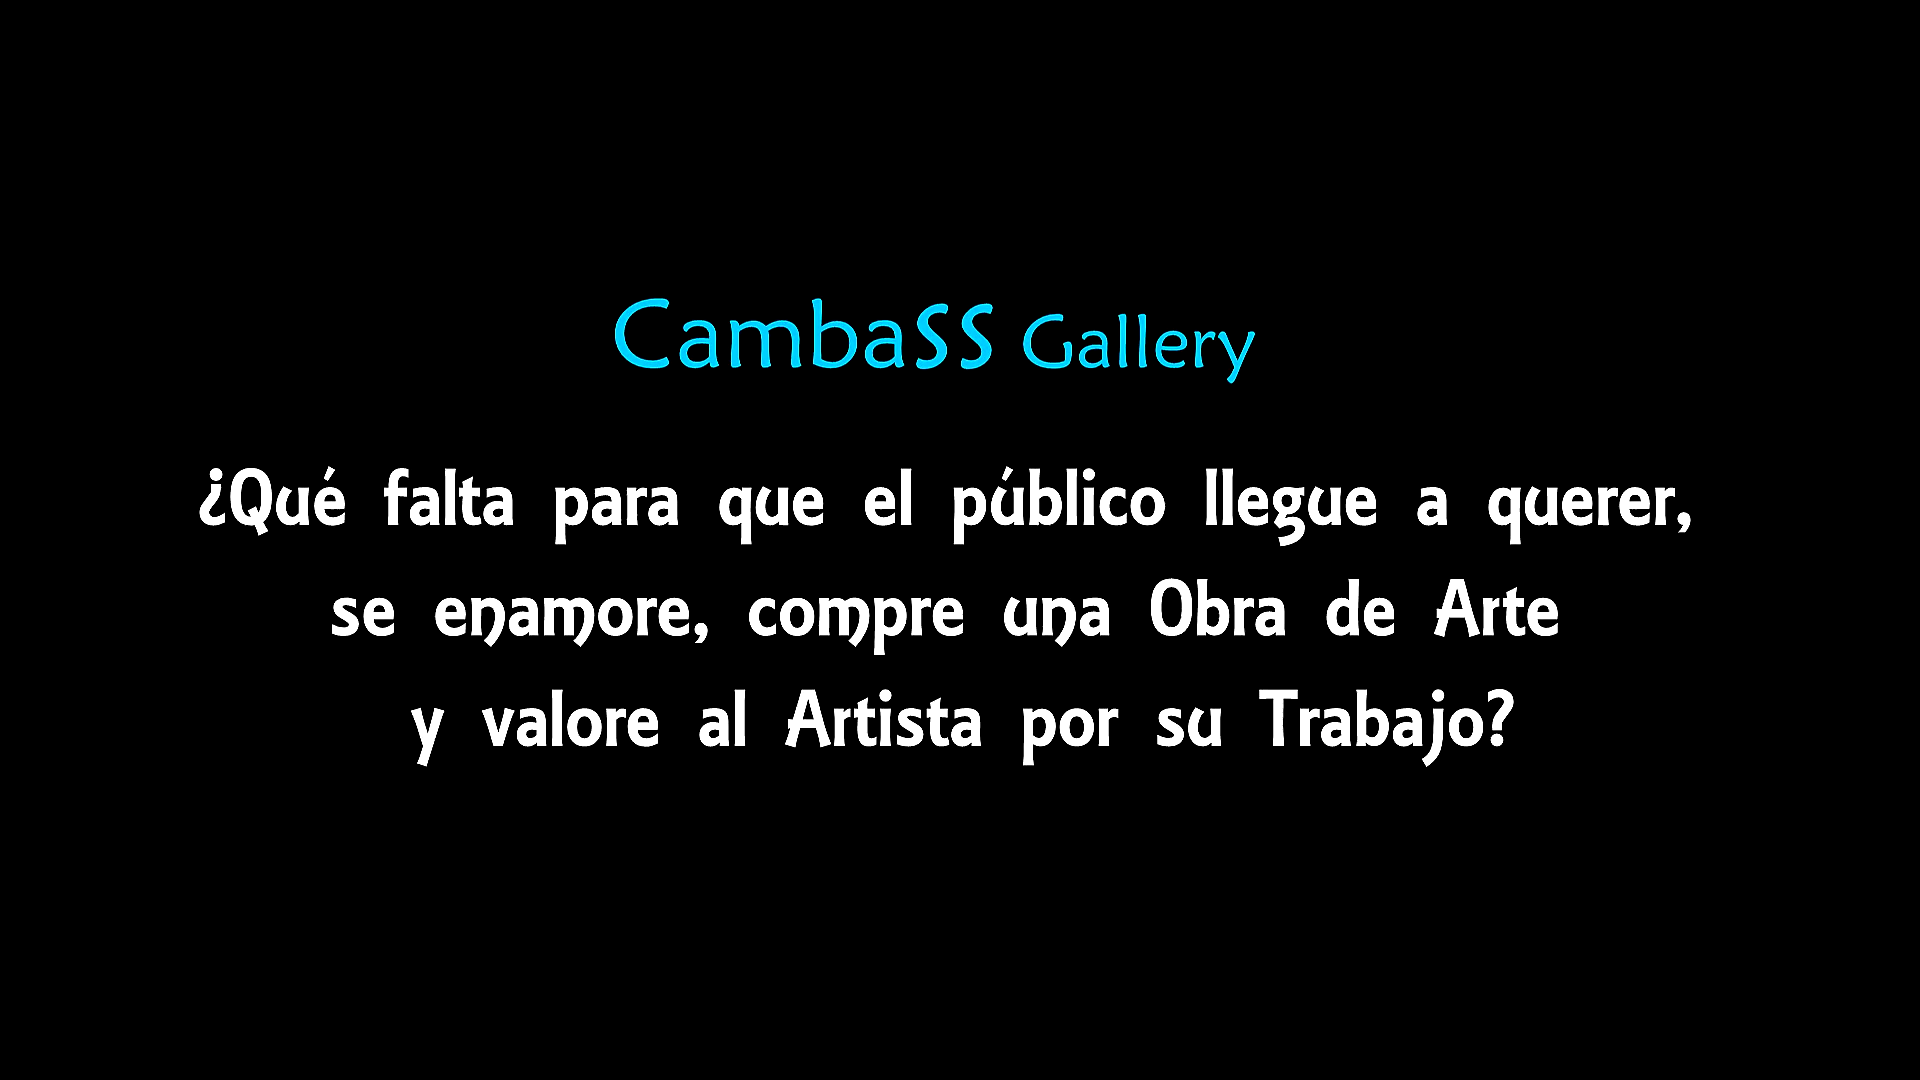 CambaSS Gallery
¿Qué falta para que el público llegue a querer,
se enamore, compre una Obra de Arte
y valore al Artista por su Trabajo?